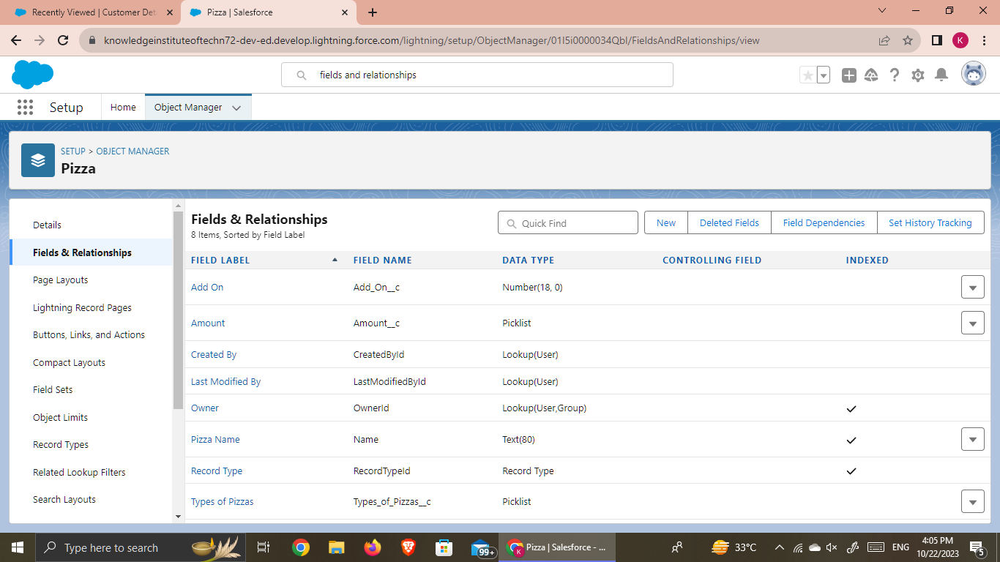 Recently Viewed | Customer Det
Pizza | Salesforce
knowledgeinstituteoftechn72-dev-ed.develop.lightning.force.com/lightning/setup/ObjectManager/01I5i0000034Qbl/FieldsAndRelationships/view
K
fields and relationships
Setup
Home
Object Manager
SETUP > OBJECT MANAGER
Pizza
Details
Fields & Relationships
Page Layouts
Lightning Record Pages
Buttons, Links, and Actions
Compact Layouts
Field Sets
Object Limits
Record Types
Related Lookup Filters
Search Layouts
Fields & Relationships
8 Items, Sorted by Field Label
Quick Find
New
Deleted Fields
Field Dependencies
Set History Tracking
FIELD LABEL FIELD NAME DATA TYPE CONTROLLING FIELD INDEXED
Add On Add_On__c Number(18, 0)
Amount Amount__c Picklist
Created By CreatedById Lookup(User)
Last Modified By LastModifiedById Lookup(User)
Owner OwnerId Lookup(User,Group)
Pizza Name Name Text(80)
Record Type RecordTypeId Record Type
Types of Pizzas Types_of_Pizzas__c Picklist
Type here to search
99+
K
Pizza | Salesforce - ...
33°C
ENG
4:05 PM
10/22/2023
5